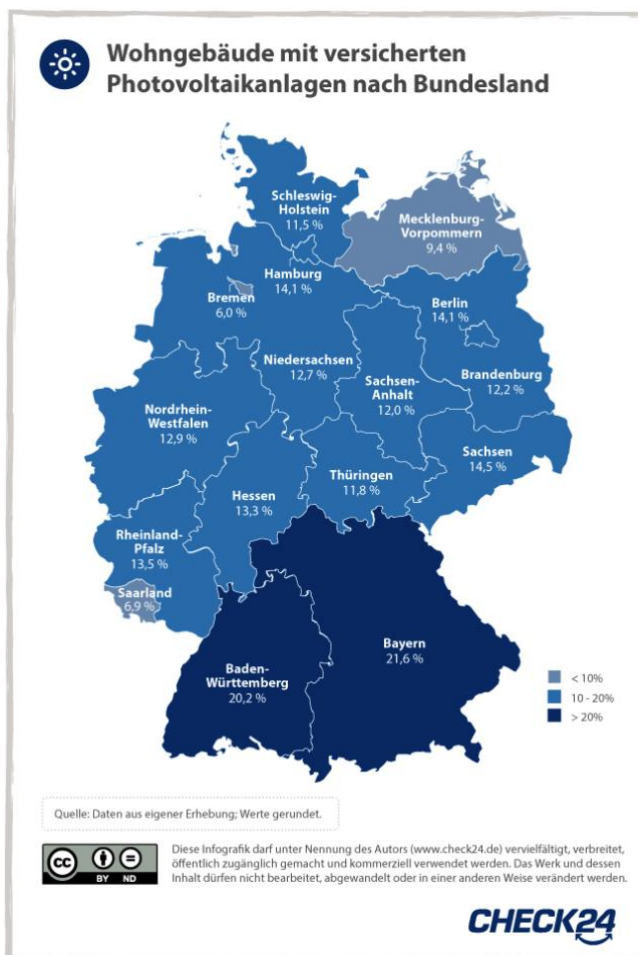 Wohngebäude mit versicherten
Photovoltaikanlagen nach Bundesland
Schleswig-
Holstein
11,5 %
Mecklenburg-
Vorpommern
9,4 %
Hamburg
14,1 %
Bremen
6,0 %
Berlin
14,1 %
Niedersachsen
12,7 %
Sachsen-
Anhalt
12,0 %
Brandenburg
12,2 %
Nordrhein-
Westfalen
12,9 %
Sachsen
14,5 %
Thüringen
11,8 %
Hessen
13,3 %
Rheinland-
Pfalz
13,5 %
Saarland
6,9 %
Bayern
21,6 %
Baden-
Württemberg
20,2 %
< 10%
10 - 20%
> 20%
Quelle: Daten aus eigener Erhebung; Werte gerundet.
cc
BY ND
Diese Infografik darf unter Nennung des Autors (www.check24.de) vervielfältigt, verbreitet,
öffentlich zugänglich gemacht und kommerziell verwendet werden. Das Werk und dessen
Inhalt dürfen nicht bearbeitet, abgewandelt oder in einer anderen Weise verändert werden.
CHECK24